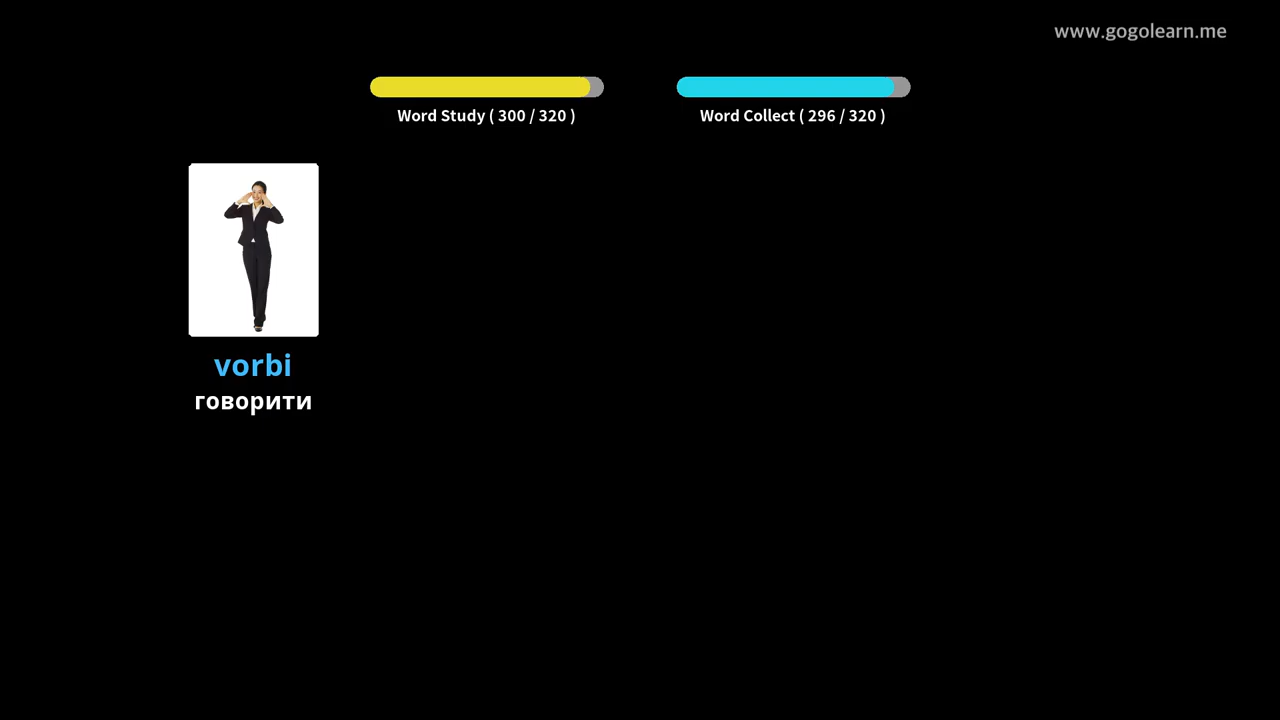 www.gogolearn.me
Word Study ( 300 / 320 )
Word Collect ( 296 / 320 )
vorbi
говорити